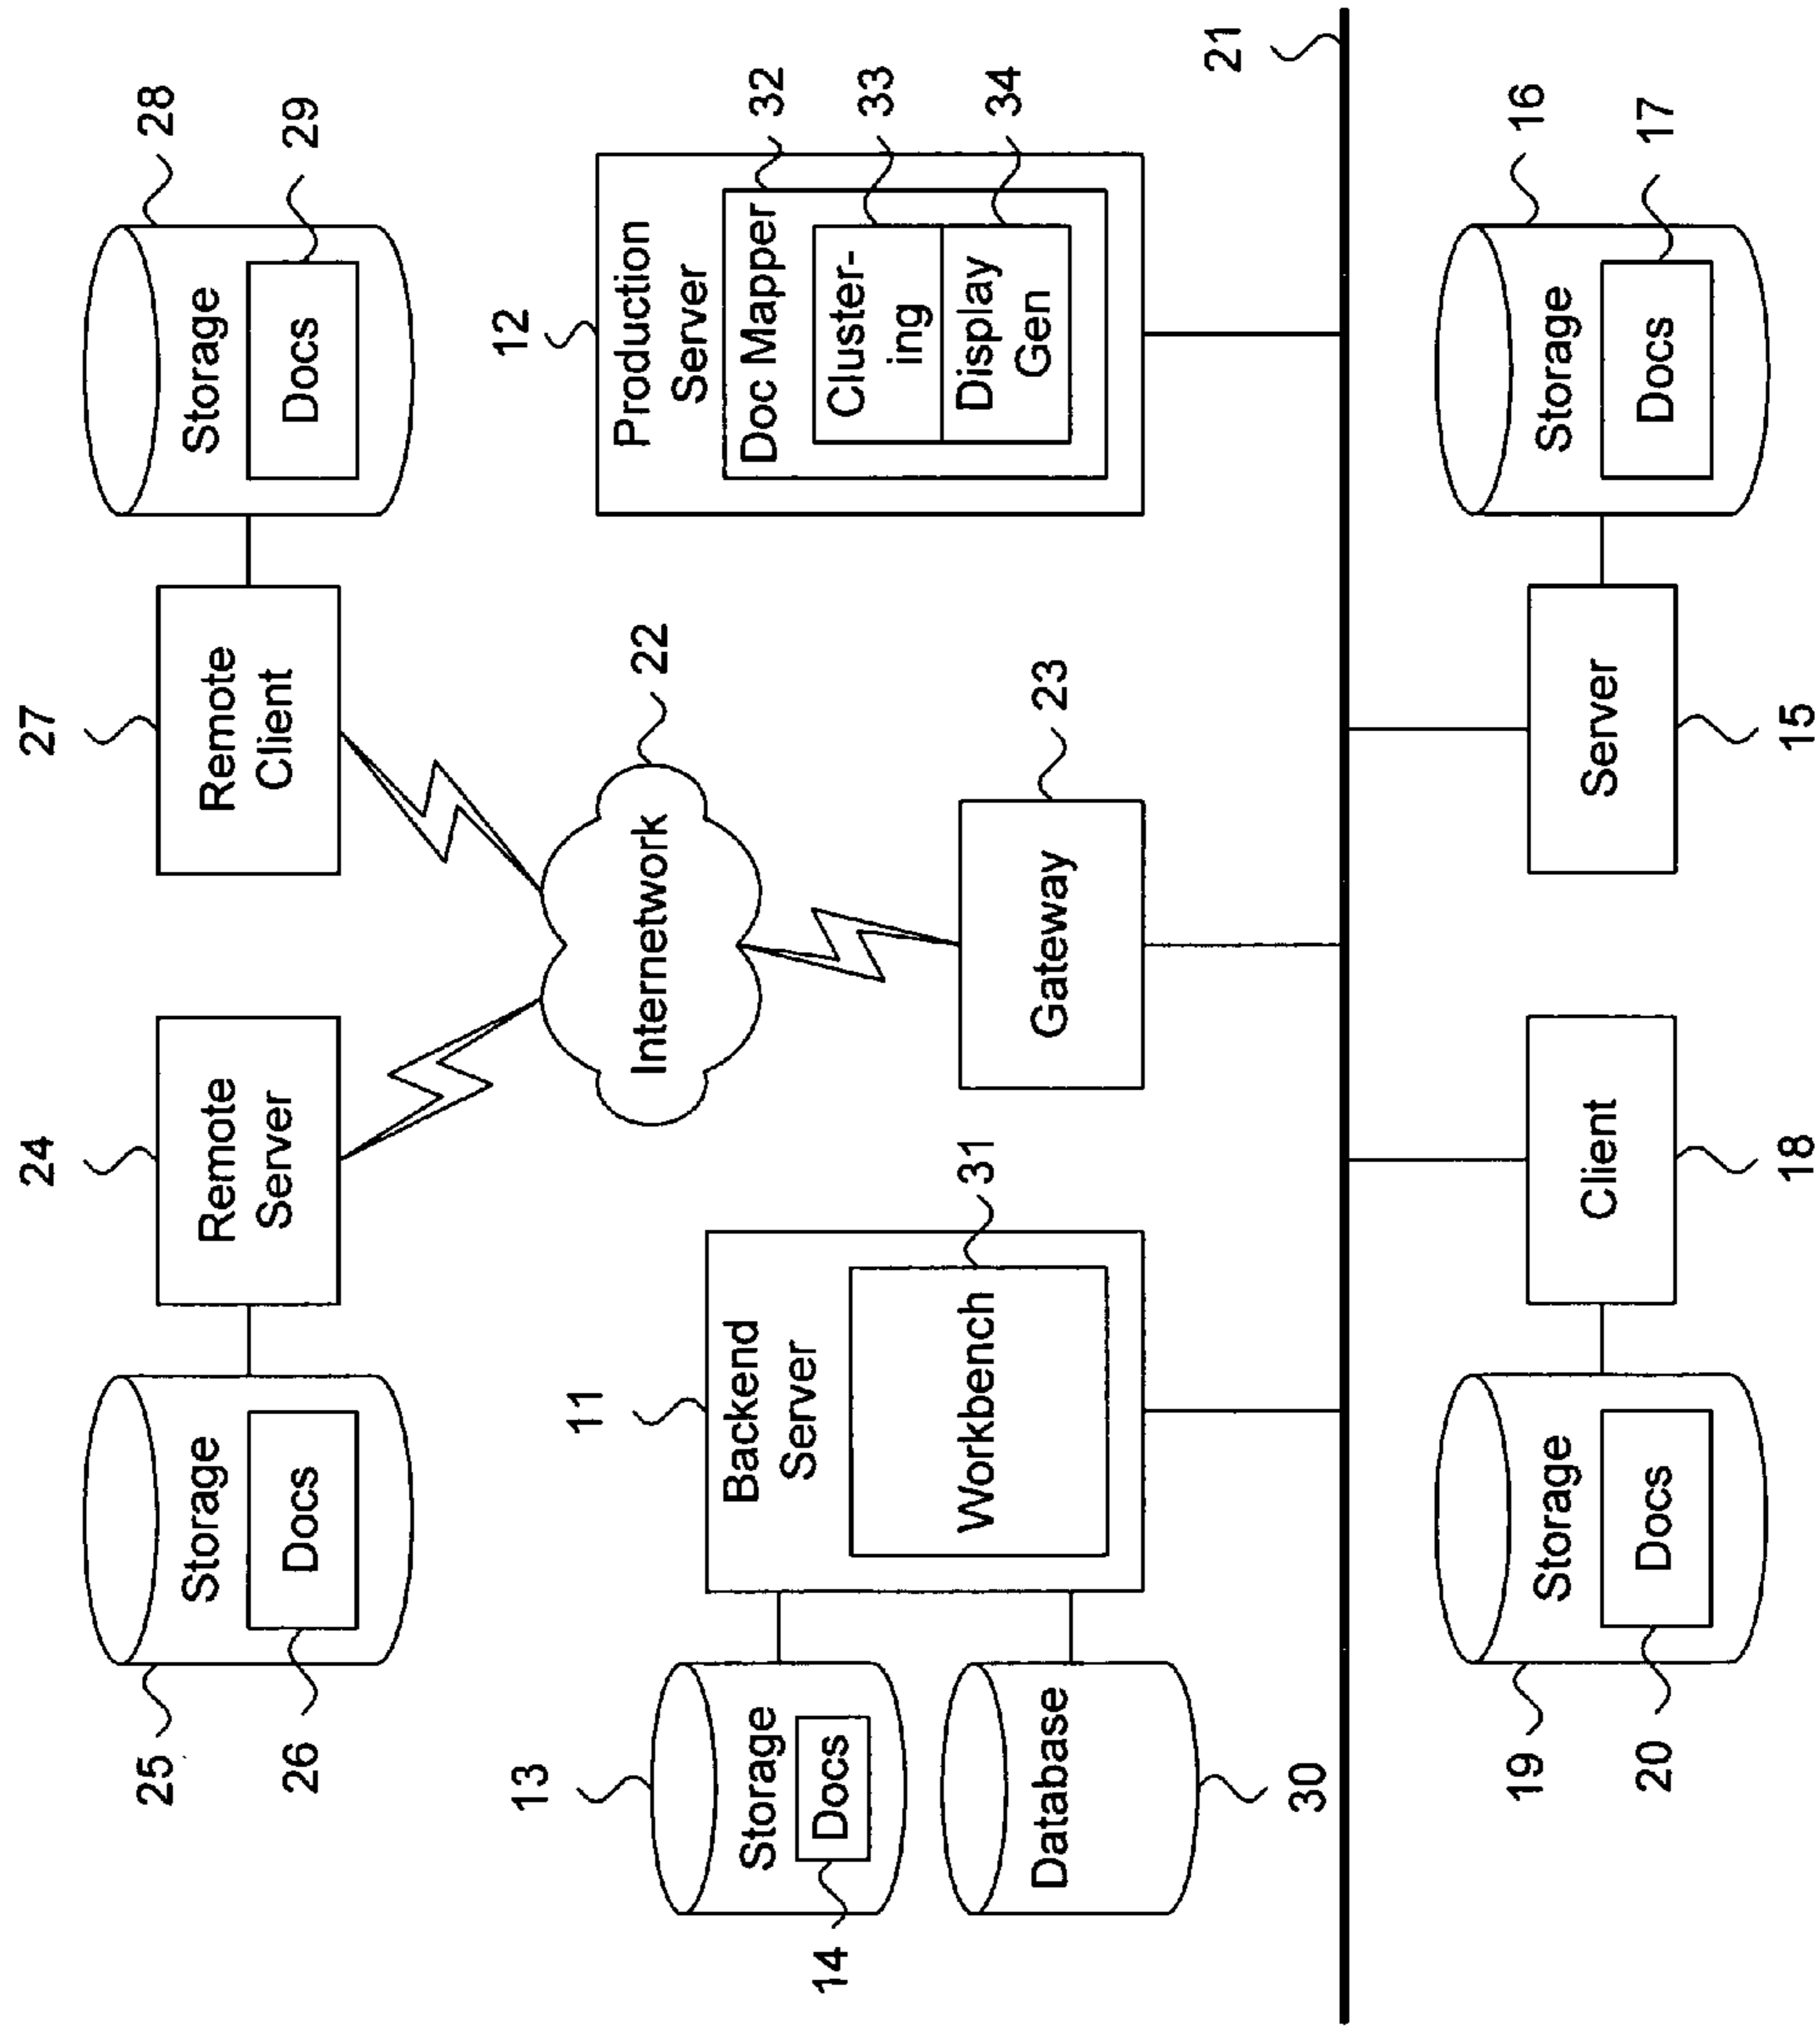 24
27
25
Storage
Docs
26
Remote
Server
Remote
Client
Storage
Docs
28
29
22
Internetwork
13
Storage
Docs
14
Database
30
11
Backend
Server
Workbench
31
Gateway
23
12
Production
Server
Doc Mapper
Cluster-
ing
Display
Gen
32
33
34
21
19
Storage
Docs
20
Client
18
Server
15
Storage
Docs
16
17